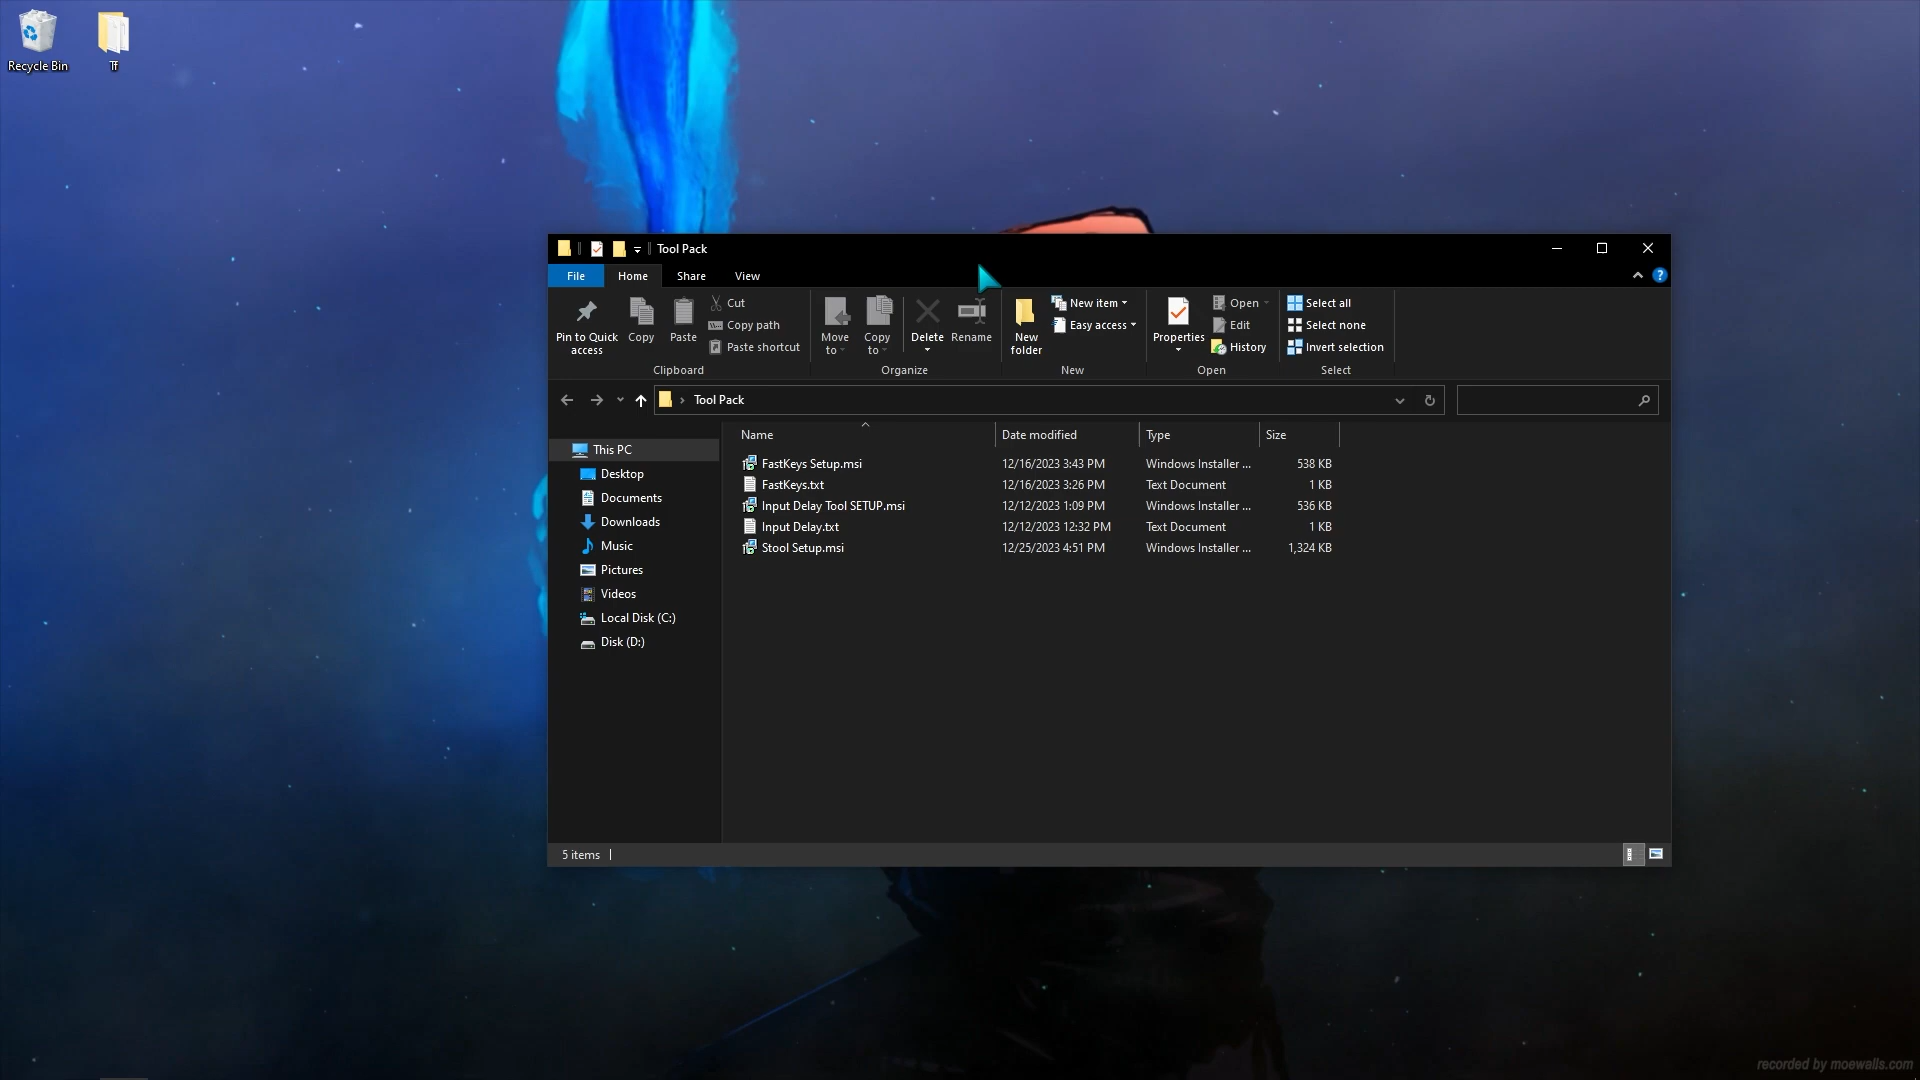 Recycle Bin
Tf
Tool Pack
File Home Share View
Pin to Quick access
Copy
Paste
Cut
Copy path
Paste shortcut
Clipboard
Move to
Copy to
Delete
Rename
Organize
New folder
New item
Easy access
New
Properties
Open
Edit
History
Open
Select all
Select none
Invert selection
Select
Tool Pack
This PC
Desktop
Documents
Downloads
Music
Pictures
Videos
Local Disk (C:)
Disk (D:)
Name Date modified Type Size
FastKeys Setup.msi 12/16/2023 3:43 PM Windows Installer ... 538 KB
FastKeys.txt 12/16/2023 3:26 PM Text Document 1 KB
Input Delay Tool SETUP.msi 12/12/2023 1:09 PM Windows Installer ... 536 KB
Input Delay.txt 12/12/2023 12:32 PM Text Document 1 KB
Stool Setup.msi 12/25/2023 4:51 PM Windows Installer ... 1,324 KB
5 items
recorded by moewalls.com